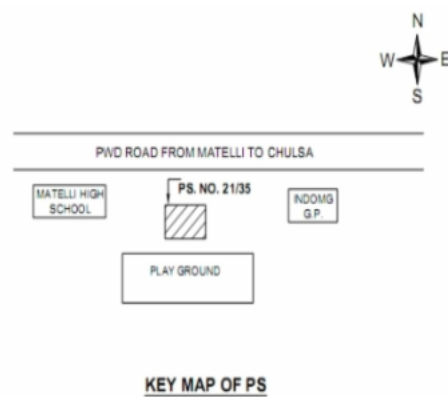 N
W E
S
PWD ROAD FROM MATELLI TO CHULSA
PS. NO. 21/35
MATELLI HIGH
SCHOOL
INDOMG
G.P.
PLAY GROUND
KEY MAP OF PS